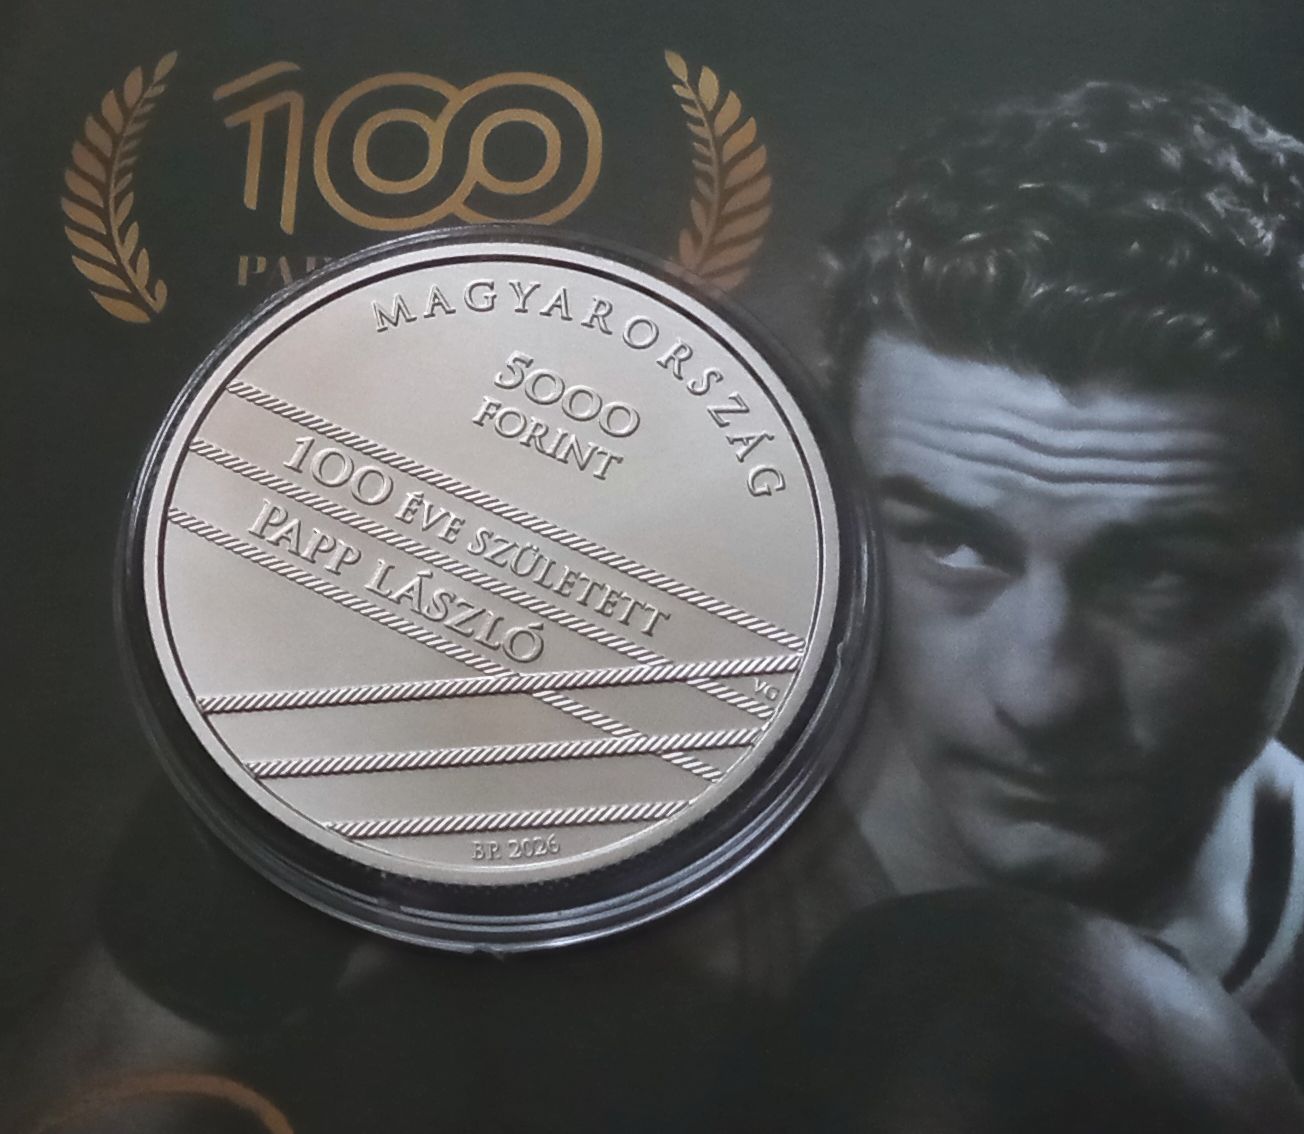 100
MAGYARORSZÁG
5000
FORINT
100 ÉVE SZÜLETETT
PAPP LÁSZLÓ
VG
BP. 2026